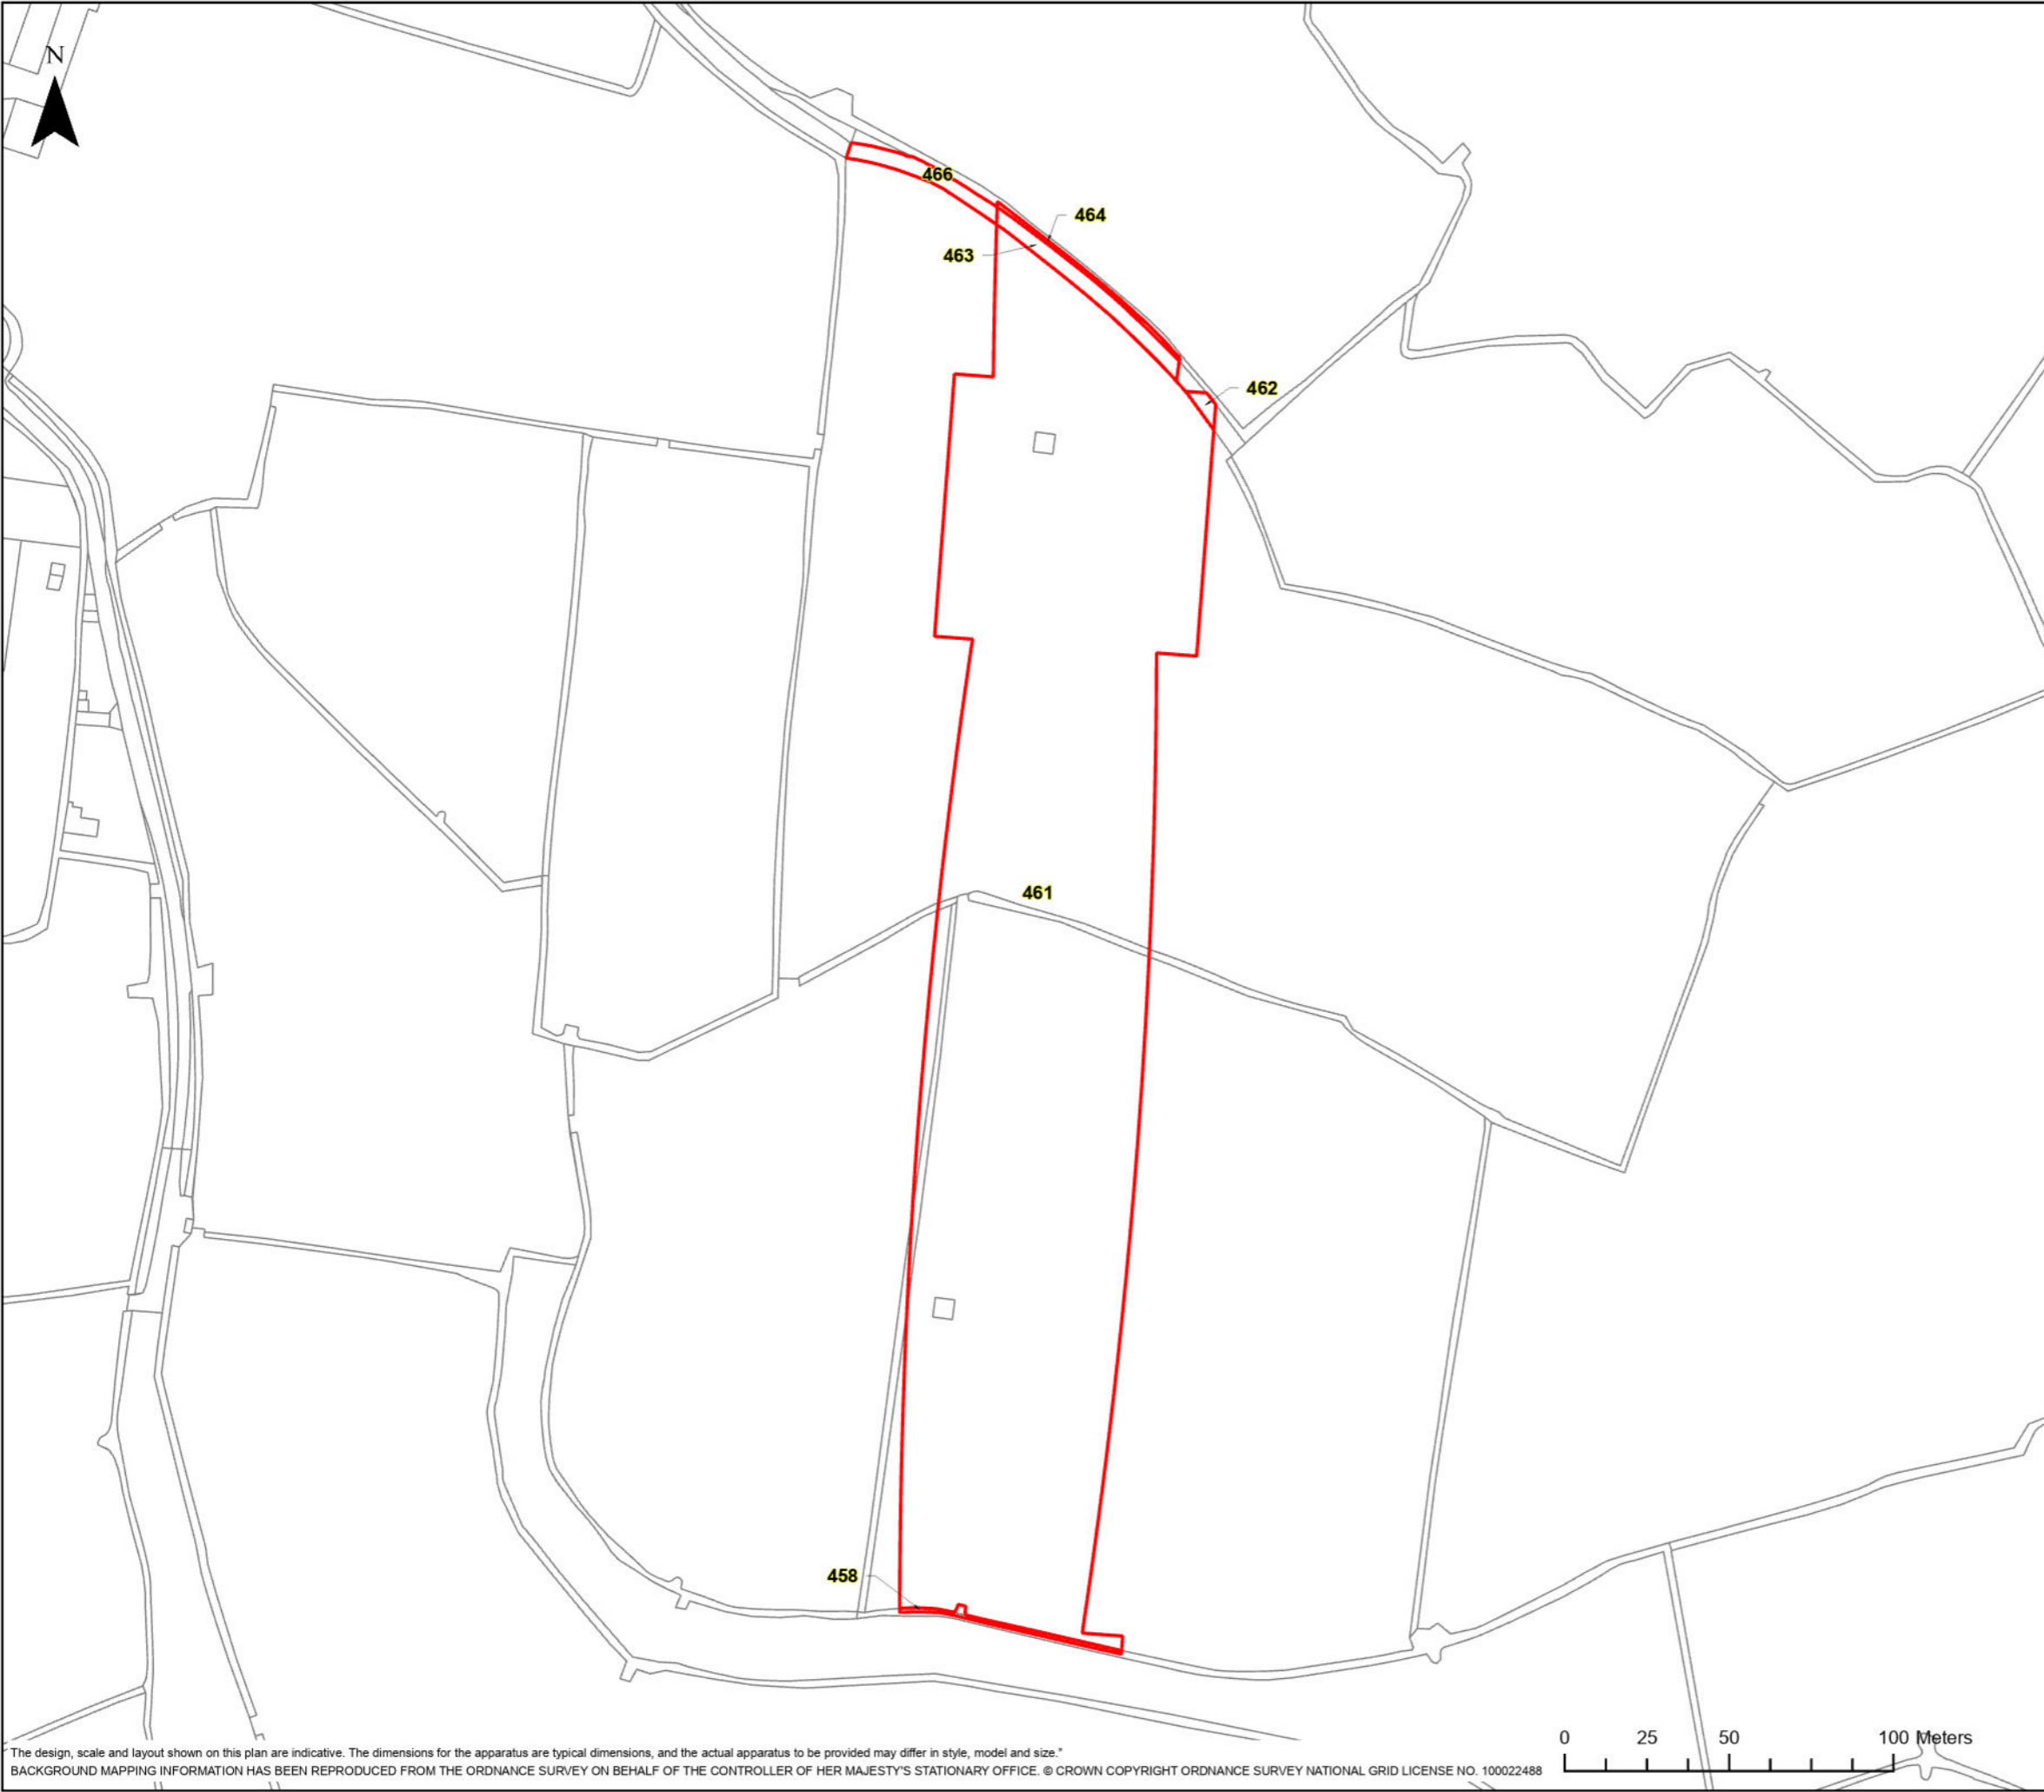 N
466
464
463
462
461
458
0 25 50 100 Meters
The design, scale and layout shown on this plan are indicative. The dimensions for the apparatus are typical dimensions, and the actual apparatus to be provided may differ in style, model and size."
BACKGROUND MAPPING INFORMATION HAS BEEN REPRODUCED FROM THE ORDNANCE SURVEY ON BEHALF OF THE CONTROLLER OF HER MAJESTY'S STATIONARY OFFICE. © CROWN COPYRIGHT ORDNANCE SURVEY NATIONAL GRID LICENSE NO. 100022488